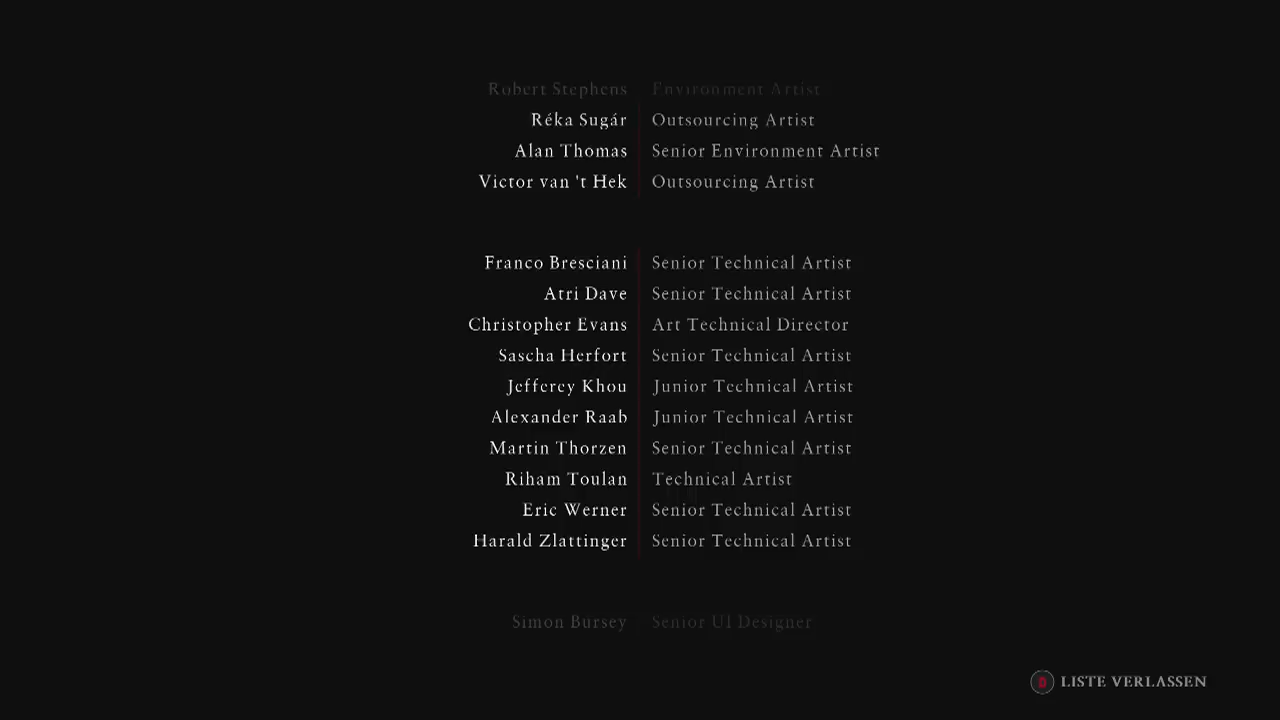 Robert Stephens Environment Artist
Réka Sugár Outsourcing Artist
Alan Thomas Senior Environment Artist
Victor van 't Hek Outsourcing Artist
Franco Bresciani Senior Technical Artist
Atri Dave Senior Technical Artist
Christopher Evans Art Technical Director
Sascha Herfort Senior Technical Artist
Jefferey Khou Junior Technical Artist
Alexander Raab Junior Technical Artist
Martin Thorzen Senior Technical Artist
Riham Toulan Technical Artist
Eric Werner Senior Technical Artist
Harald Zlattinger Senior Technical Artist
Simon Bursey Senior UI Designer
LISTE VERLASSEN